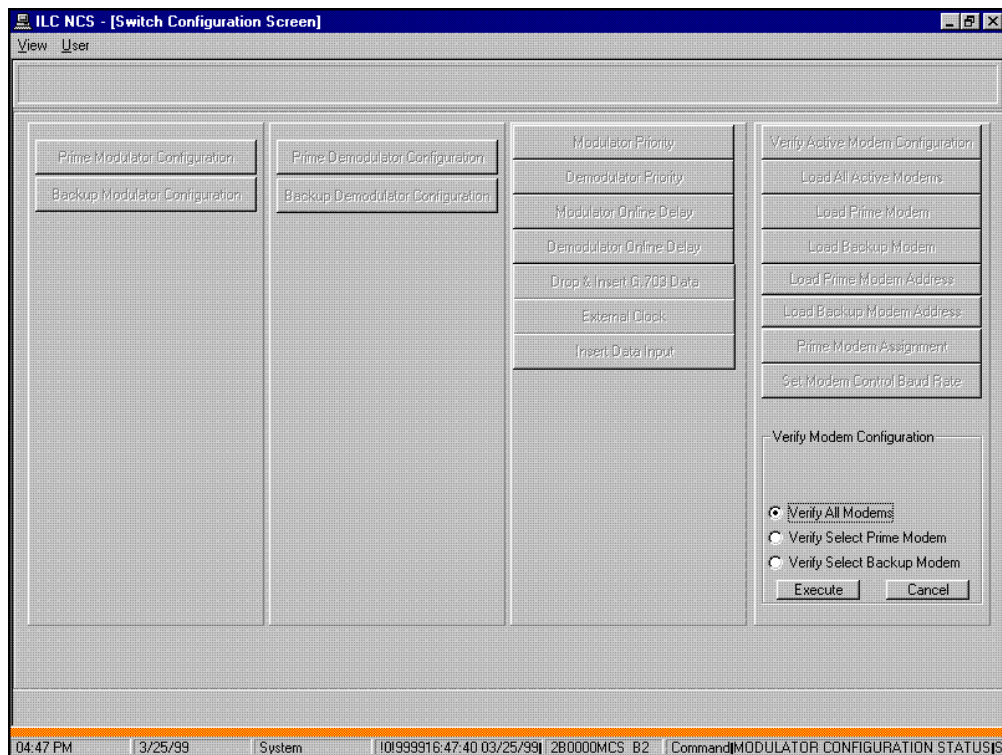 ILC NCS - [Switch Configuration Screen]
View User
Prime Modulator Configuration
Backup Modulator Configuration
Prime Demodulator Configuration
Backup Demodulator Configuration
Modulator Priority
Demodulator Priority
Modulator Online Delay
Demodulator Online Delay
Drop & Insert G.703 Data
External Clock
Insert Data Input
Verify Active Modem Configuration
Load All Active Modems
Load Prime Modem
Load Backup Modem
Load Prime Modem Address
Load Backup Modem Address
Prime Modem Assignment
Set Modem Control Baud Rate
Verify Modem Configuration
Verify All Modems
Verify Select Prime Modem
Verify Select Backup Modem
Execute Cancel
04:47 PM 3/25/99 System !0!999916:47:40 03/25/99 2B0000MCS B2 Command MODULATOR CONFIGURATION STATUS